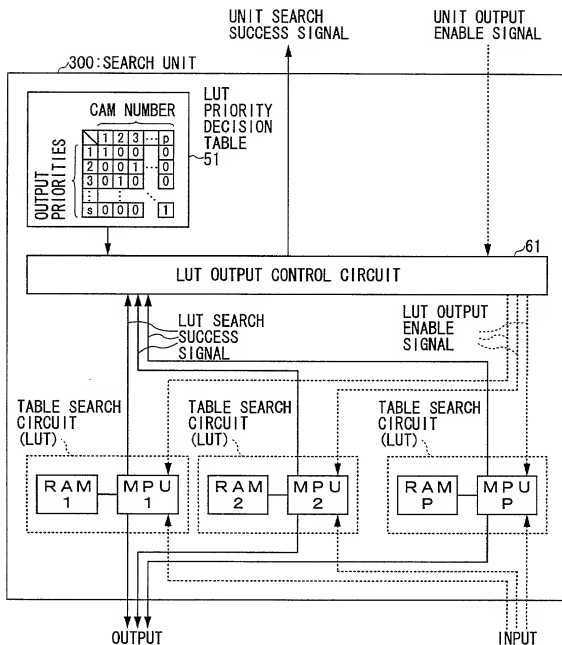 UNIT SEARCH
SUCCESS SIGNAL
UNIT OUTPUT
ENABLE SIGNAL
300:SEARCH UNIT
CAM NUMBER
LUT
PRIORITY
DECISION
TABLE
51
OUTPUT PRIORITIES
1 2 3 ··· p
1 1 0 0 0
2 0 0 1 ··· 0
3 0 1 0 0
s 0 0 0 1
61
LUT OUTPUT CONTROL CIRCUIT
LUT SEARCH
SUCCESS
SIGNAL
LUT OUTPUT
ENABLE
SIGNAL
TABLE SEARCH
CIRCUIT
(LUT)
TABLE SEARCH
CIRCUIT
(LUT)
TABLE SEARCH
CIRCUIT
(LUT)
RAM
1
MPU
1
RAM
2
MPU
2
RAM
P
MPU
P
OUTPUT
INPUT